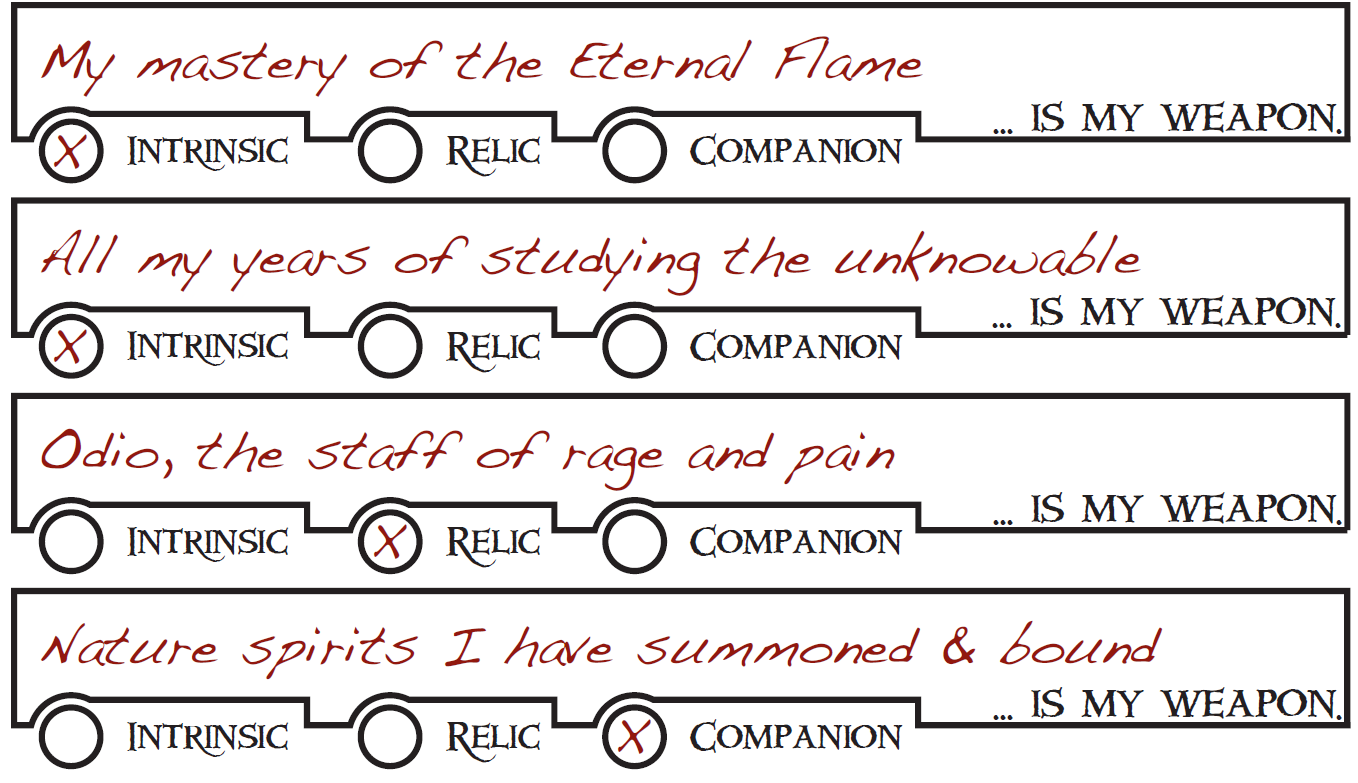 My mastery of the Eternal Flame
... IS MY WEAPON.
X INTRINSIC RELIC COMPANION
All my years of studying the unknowable
... IS MY WEAPON.
X INTRINSIC RELIC COMPANION
Odio, the staff of rage and pain
... IS MY WEAPON.
INTRINSIC X RELIC COMPANION
Nature spirits I have summoned & bound
... IS MY WEAPON.
INTRINSIC RELIC X COMPANION